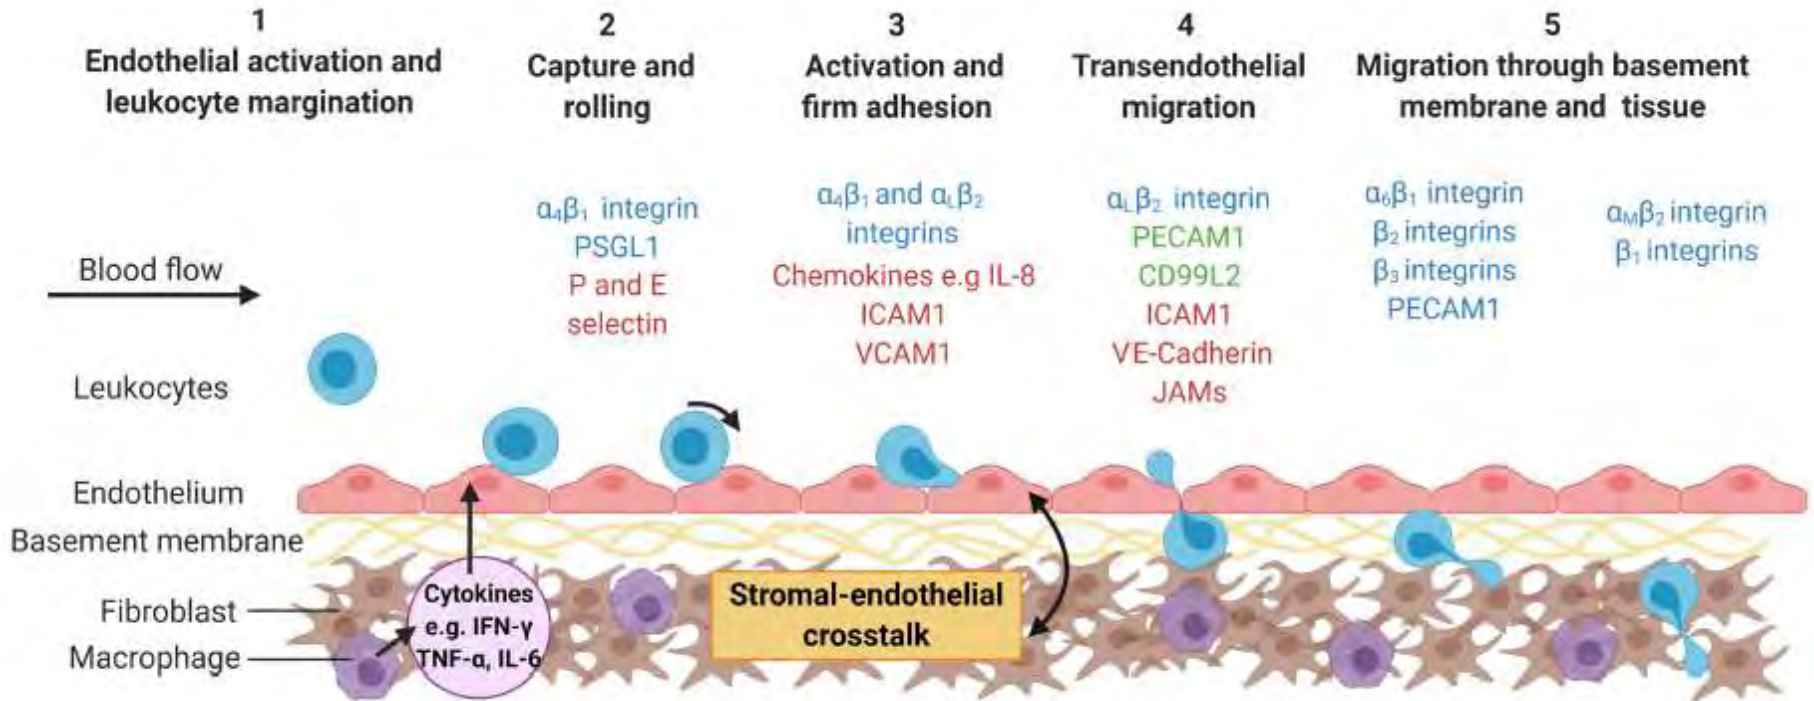 1
Endothelial activation and
leukocyte margination
2
Capture and
rolling
3
Activation and
firm adhesion
4
Transendothelial
migration
5
Migration through basement
membrane and tissue
α₄β₁ integrin
PSGL1
P and E
selectin
α₄β₁ and αLβ₂
integrins
Chemokines e.g IL-8
ICAM1
VCAM1
αLβ₂ integrin
PECAM1
CD99L2
ICAM1
VE-Cadherin
JAMs
α₆β₁ integrin
β₂ integrins
β₃ integrins
PECAM1
αMβ₂ integrin
β₁ integrins
Blood flow
Leukocytes
Endothelium
Basement membrane
Fibroblast
Macrophage
Cytokines
e.g. IFN-γ
TNF-α, IL-6
Stromal-endothelial
crosstalk